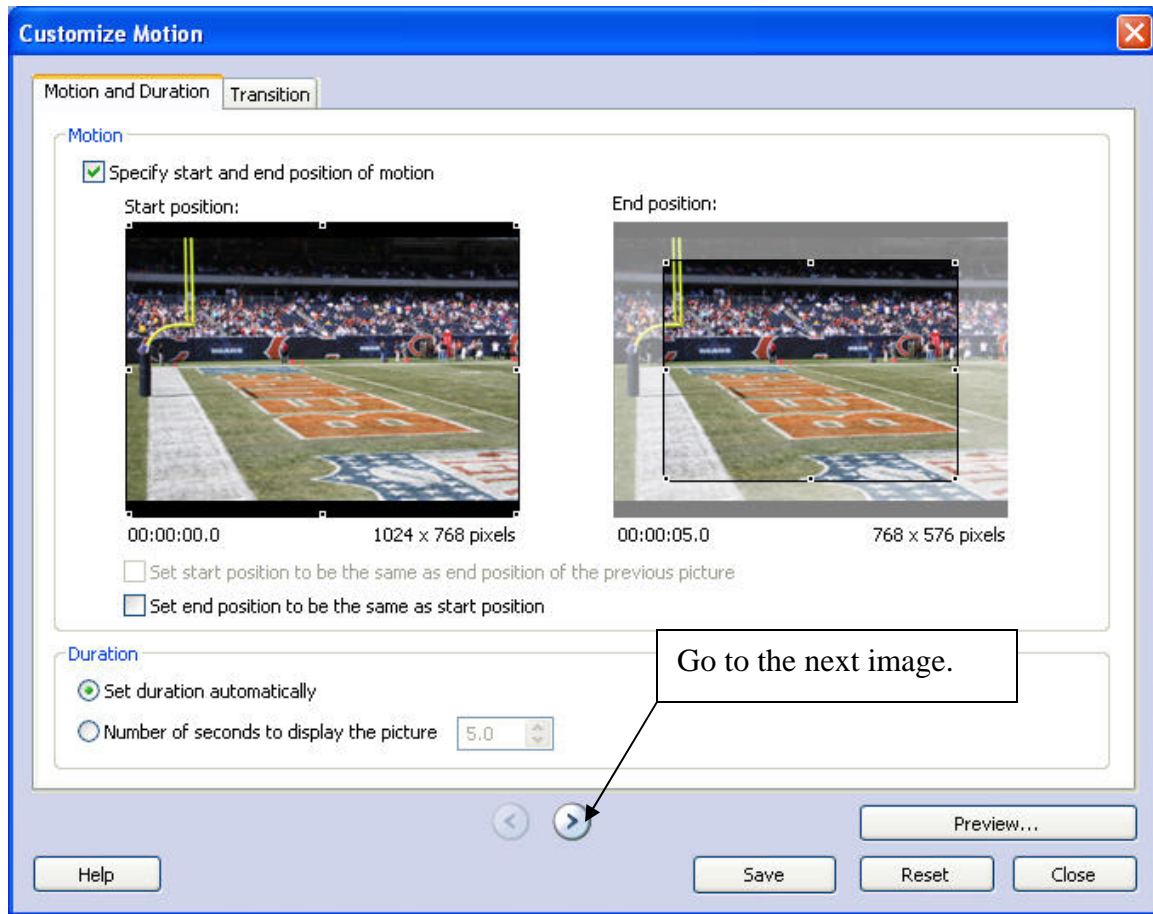 Customize Motion
Motion and Duration
Transition
Motion
Specify start and end position of motion
Start position:
End position:
BEARS
00:00:00.0
1024 x 768 pixels
00:00:05.0
768 x 576 pixels
Set start position to be the same as end position of the previous picture
Set end position to be the same as start position
Duration
Go to the next image.
Set duration automatically
Number of seconds to display the picture
5.0
Preview...
Help
Save
Reset
Close